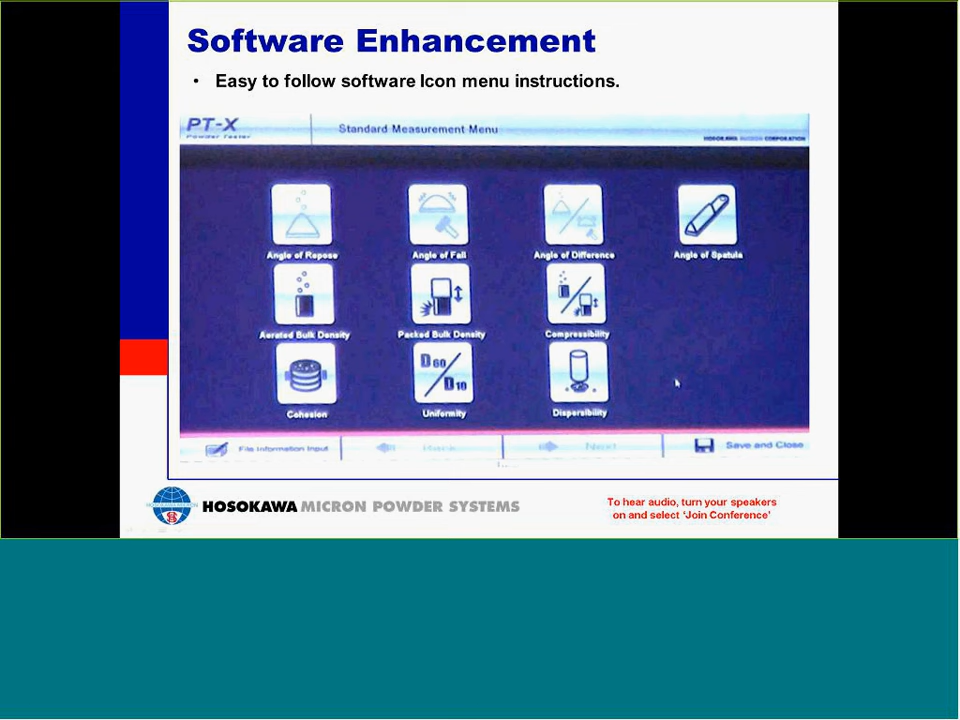 Software Enhancement
• Easy to follow software Icon menu instructions.
PT-X
Powder Tester
Standard Measurement Menu
HOSOKAWA MICRON CORPORATION
Angle of Repose
Angle of Fall
Angle of Difference
Angle of Spatula
Aerated Bulk Density
Packed Bulk Density
Compressibility
D60
D10
Cohesion
Uniformity
Dispersibility
File Information Input
Back
Next
Save and Close
HOSOKAWA MICRON POWDER SYSTEMS
To hear audio, turn your speakers
on and select ‘Join Conference’